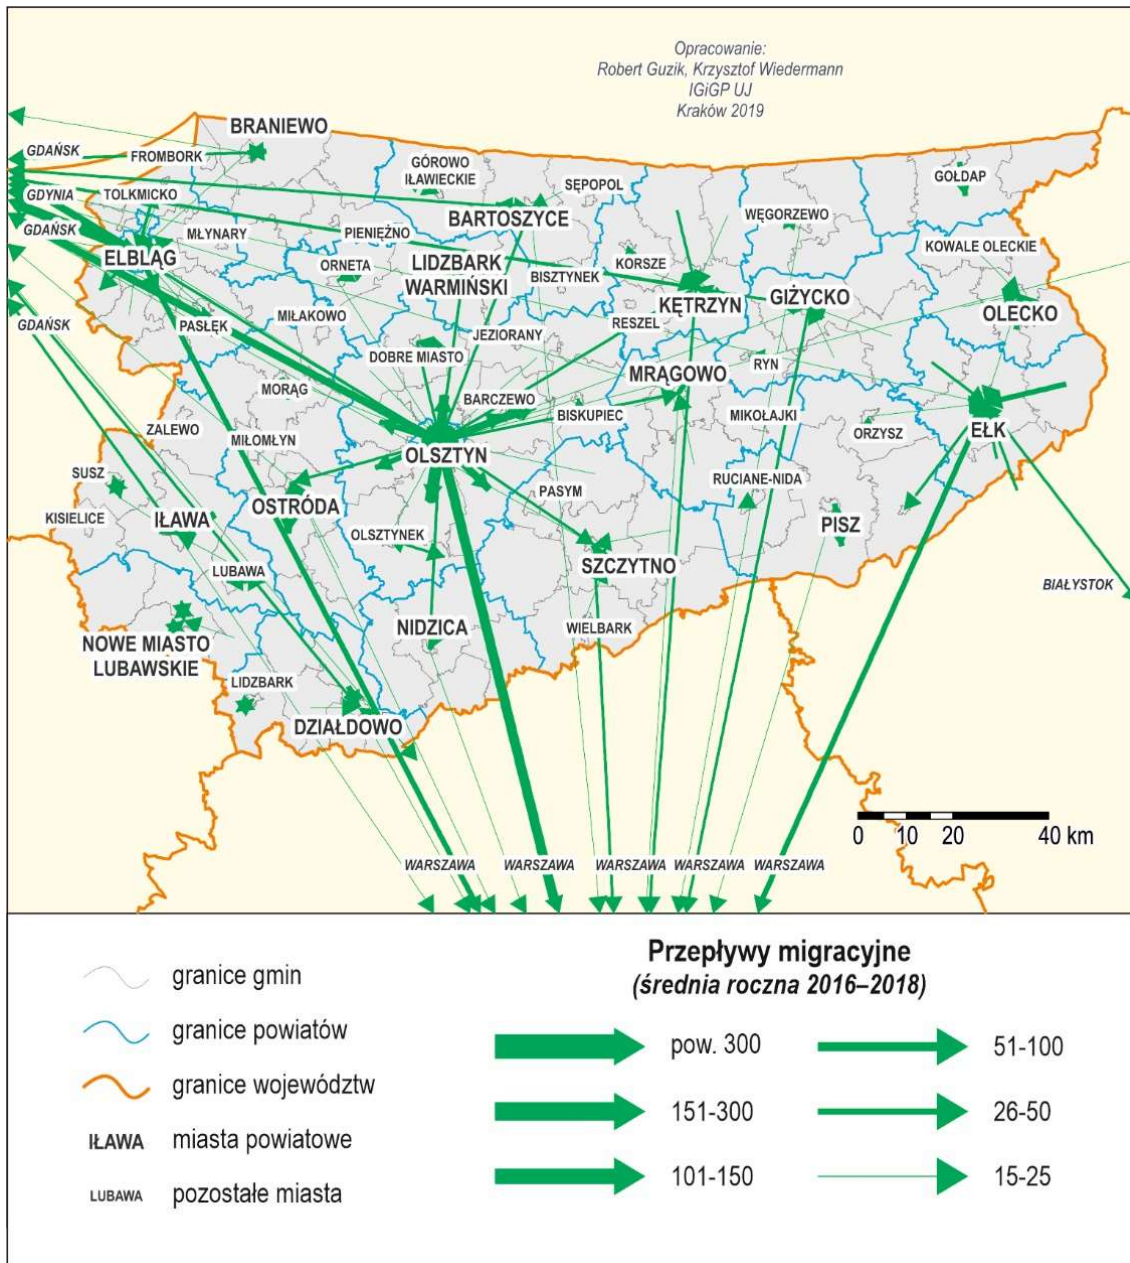 Opracowanie:
Robert Guzik, Krzysztof Wiedermann
IGiGP UJ
Kraków 2019
BRANIEWO
GDAŃSK
FROMBORK
GÓROWO
IŁAWIECKIE
SĘPOPOL
GOŁDAP
GDYNIA
TOLKMICKO
BARTOSZYCE
WĘGORZEWO
GDAŃSK
MŁYNARY
PIENIĘŻNO
KOWALE OLECKIE
ELBLĄG
ORNETA
LIDZBARK
WARMIŃSKI
BISZTYNEK
KORSZE
KĘTRZYN
GIŻYCKO
OLECKO
GDAŃSK
PASŁĘK
MIŁAKOWO
JEZIORANY
RESZEL
DOBRE MIASTO
MRĄGOWO
RYN
MORĄG
BARCZEWO
BISKUPIEC
MIKOŁAJKI
ZALEWO
MIŁOMŁYN
OLSZTYN
ORZYSZ
EŁK
SUSZ
OSTRÓDA
PASYM
RUCIANE-NIDA
KISIELICE
IŁAWA
OLSZTYNEK
PISZ
LUBAWA
SZCZYTNO
BIAŁYSTOK
NOWE MIASTO
LUBAWSKIE
NIDZICA
WIELBARK
LIDZBARK
DZIAŁDOWO
0 10 20 40 km
WARSZAWA
WARSZAWA
WARSZAWA
WARSZAWA
WARSZAWA
granice gmin
granice powiatów
granice województw
IŁAWA miasta powiatowe
LUBAWA pozostałe miasta
Przepływy migracyjne
(średnia roczna 2016–2018)
pow. 300
151-300
101-150
51-100
26-50
15-25